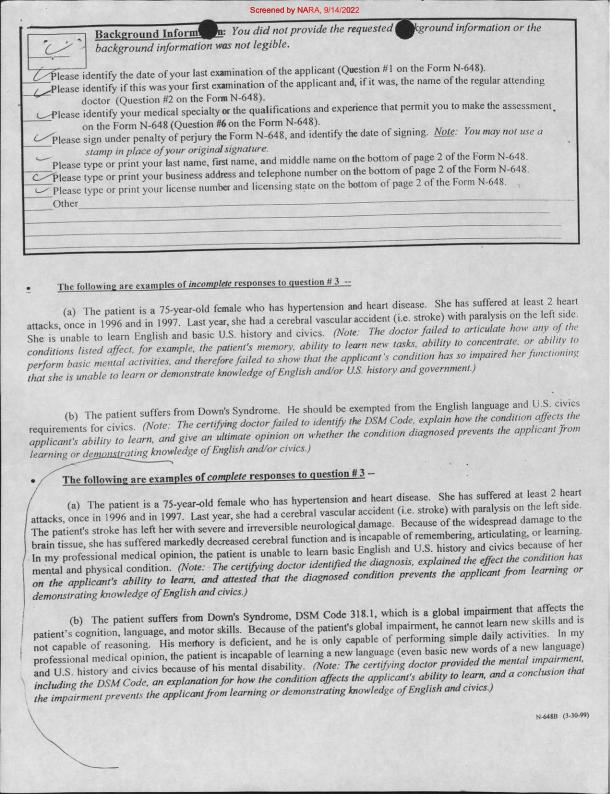 Screened by NARA, 9/14/2022
Background Inform n: You did not provide the requested kground information or the
background information was not legible.
Please identify the date of your last examination of the applicant (Question #1 on the Form N-648).
Please identify if this was your first examination of the applicant and, if it was, the name of the regular attending
doctor (Question #2 on the Form N-648).
Please identify your medical specialty or the qualifications and experience that permit you to make the assessment
on the Form N-648 (Question #6 on the Form N-648).
Please sign under penalty of perjury the Form N-648, and identify the date of signing. Note: You may not use a
stamp in place of your original signature.
Please type or print your last name, first name, and middle name on the bottom of page 2 of the Form N-648.
Please type or print your business address and telephone number on the bottom of page 2 of the Form N-648.
Please type or print your license number and licensing state on the bottom of page 2 of the Form N-648.
Other
• The following are examples of incomplete responses to question # 3 --
(a) The patient is a 75-year-old female who has hypertension and heart disease. She has suffered at least 2 heart
attacks, once in 1996 and in 1997. Last year, she had a cerebral vascular accident (i.e. stroke) with paralysis on the left side.
She is unable to learn English and basic U.S. history and civics. (Note: The doctor failed to articulate how any of the
conditions listed affect, for example, the patient's memory, ability to learn new tasks, ability to concentrate, or ability to
perform basic mental activities, and therefore failed to show that the applicant's condition has so impaired her functioning
that she is unable to learn or demonstrate knowledge of English and/or U.S. history and government.)
(b) The patient suffers from Down's Syndrome. He should be exempted from the English language and U.S. civics
requirements for civics. (Note: The certifying doctor failed to identify the DSM Code, explain how the condition affects the
applicant's ability to learn, and give an ultimate opinion on whether the condition diagnosed prevents the applicant from
learning or demonstrating knowledge of English and/or civics.)
• The following are examples of complete responses to question # 3 --
(a) The patient is a 75-year-old female who has hypertension and heart disease. She has suffered at least 2 heart
attacks, once in 1996 and in 1997. Last year, she had a cerebral vascular accident (i.e. stroke) with paralysis on the left side.
The patient's stroke has left her with severe and irreversible neurological damage. Because of the widespread damage to the
brain tissue, she has suffered markedly decreased cerebral function and is incapable of remembering, articulating, or learning.
In my professional medical opinion, the patient is unable to learn basic English and U.S. history and civics because of her
mental and physical condition. (Note: The certifying doctor identified the diagnosis, explained the effect the condition has
on the applicant's ability to learn, and attested that the diagnosed condition prevents the applicant from learning or
demonstrating knowledge of English and civics.)
(b) The patient suffers from Down's Syndrome, DSM Code 318.1, which is a global impairment that affects the
patient's cognition, language, and motor skills. Because of the patient's global impairment, he cannot learn new skills and is
not capable of reasoning. His memory is deficient, and he is only capable of performing simple daily activities. In my
professional medical opinion, the patient is incapable of learning a new language (even basic new words of a new language)
and U.S. history and civics because of his mental disability. (Note: The certifying doctor provided the mental impairment,
including the DSM Code, an explanation for how the condition affects the applicant's ability to learn, and a conclusion that
the impairment prevents the applicant from learning or demonstrating knowledge of English and civics.)
N-648B (3-30-99)